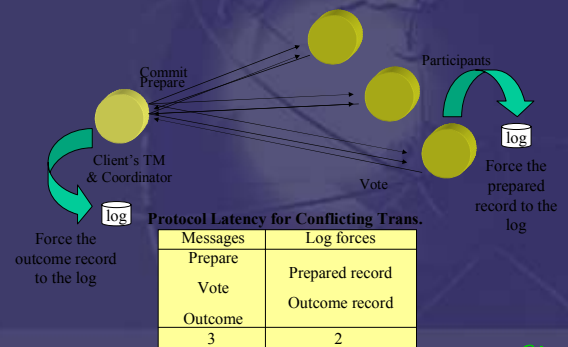 Commit
Prepare
Participants
log
Client's TM
& Coordinator
Vote
Force the
prepared
record to the
log
log
Force the
outcome record
to the log
Protocol Latency for Conflicting Trans.
Messages
Log forces
Prepare
Vote
Outcome
Prepared record
Outcome record
3
2